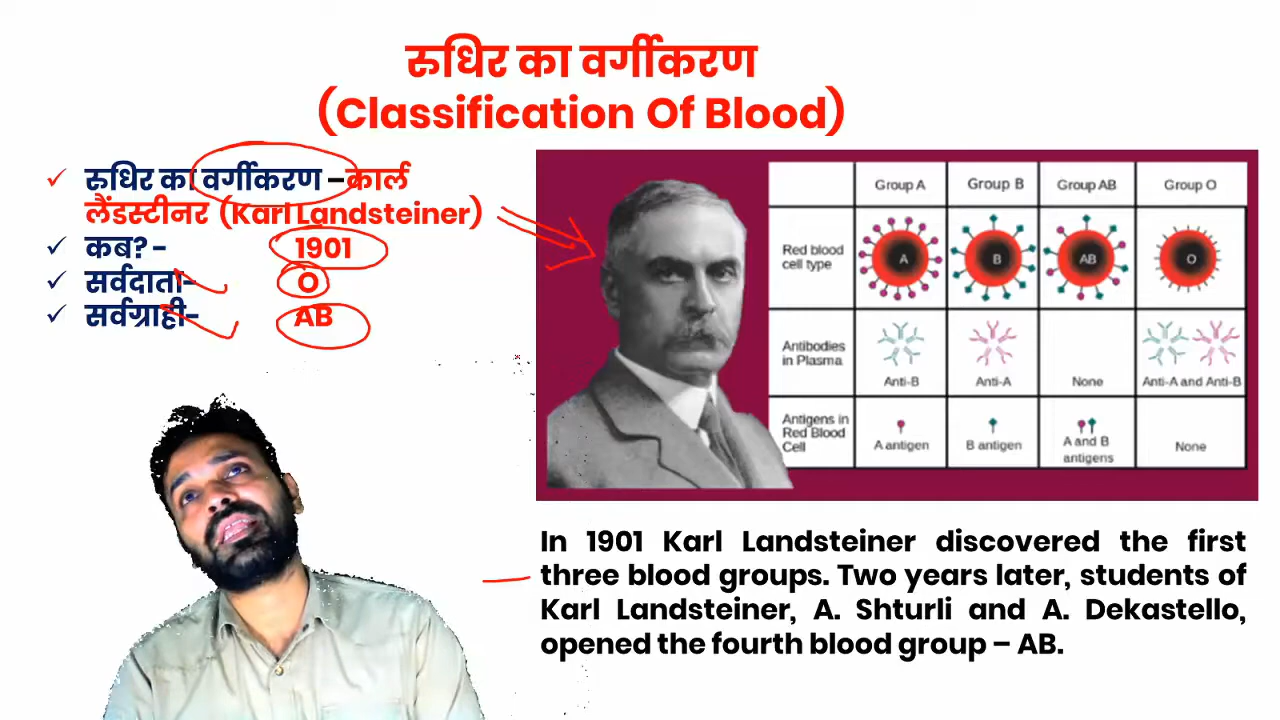 रुधिर का वर्गीकरण
(Classification Of Blood)
रुधिर का वर्गीकरण –कार्ल
लैंडस्टीनर (Karl Landsteiner)
कब? - 1901
सर्वदाता- O
सर्वग्राही- AB
Group A Group B Group AB Group O
Red blood
cell type
A B AB O
Antibodies
in Plasma
Anti-B Anti-A None Anti-A and Anti-B
Antigens in
Red Blood
Cell
A antigen B antigen A and B
antigens
None
In 1901 Karl Landsteiner discovered the first
three blood groups. Two years later, students of
Karl Landsteiner, A. Shturli and A. Dekastello,
opened the fourth blood group – AB.